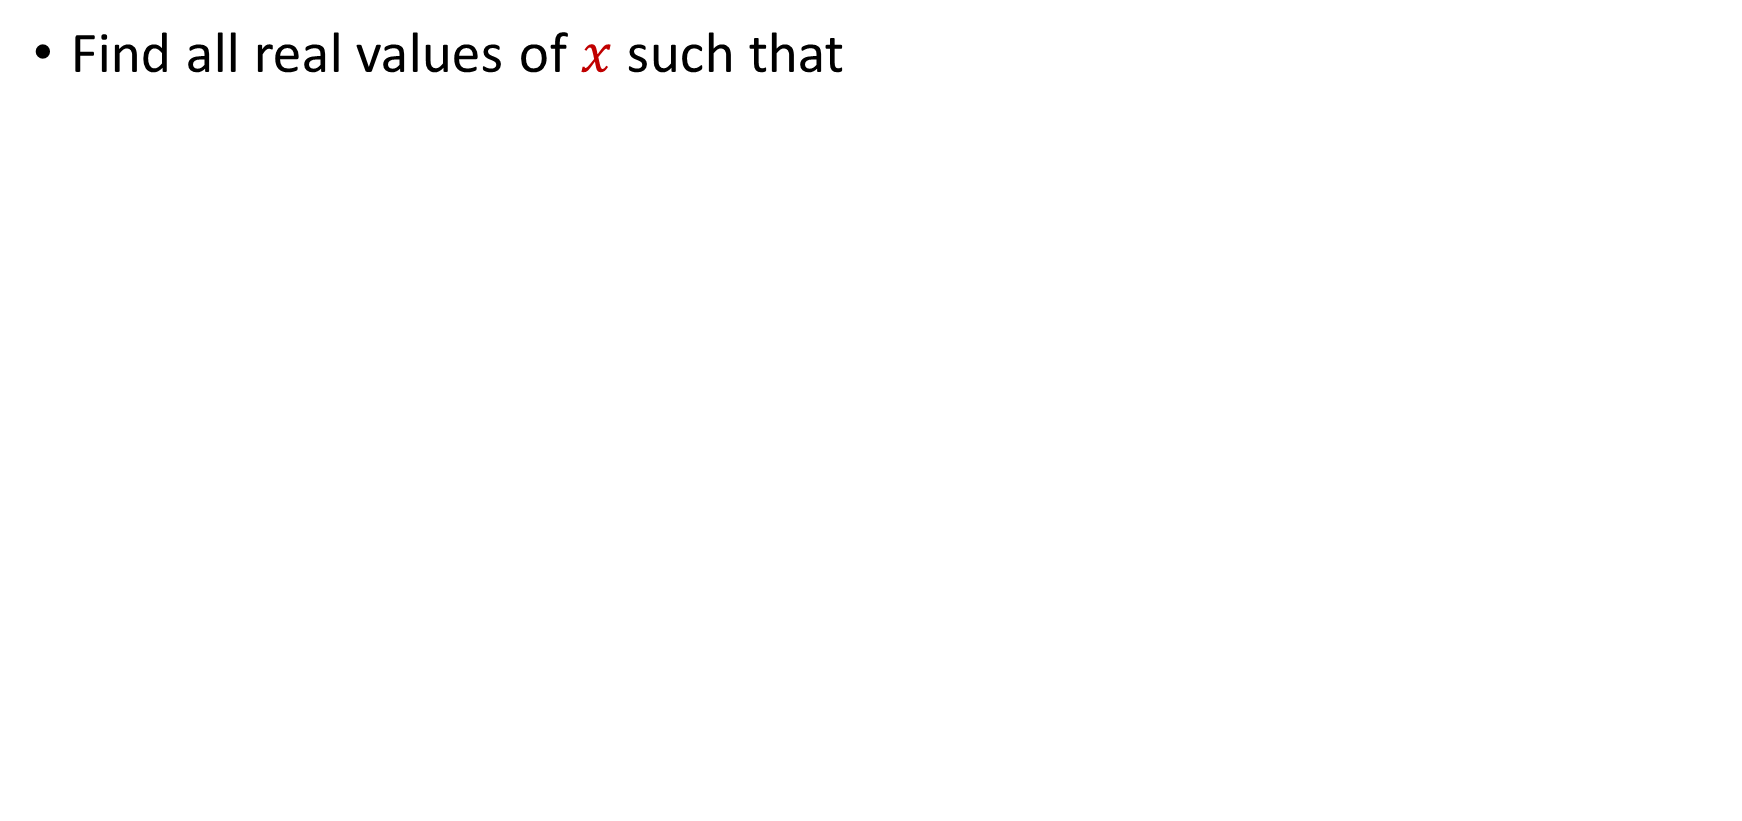 • Find all real values of 𝑥 such that